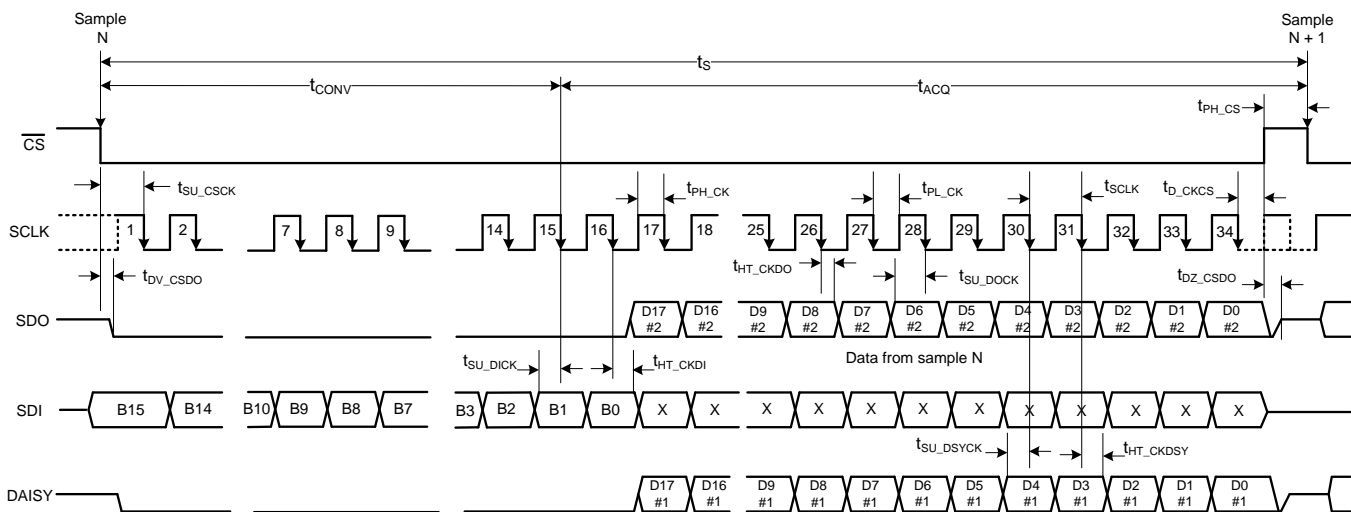 Sample
N
Sample
N + 1
tS
tCONV
tACQ
tPH_CS
CS
tSU_CSCK
tPH_CK
tPL_CK
tSCLK
tD_CKCS
SCLK
1 2 7 8 9 14 15 16 17 18 25 26 27 28 29 30 31 32 33 34
tDV_CSDO
tHT_CKDO
tSU_DOCK
tDZ_CSDO
SDO
D17 D16 D9 D8 D7 D6 D5 D4 D3 D2 D1 D0
#2 #2 #2 #2 #2 #2 #2 #2 #2 #2 #2 #2
Data from sample N
tSU_DICK
tHT_CKDI
SDI
B15 B14 B10 B9 B8 B7 B3 B2 B1 B0 X X X X X X X X X X X X
tSU_DSYCK
tHT_CKDSY
DAISY
D17 D16 D9 D8 D7 D6 D5 D4 D3 D2 D1 D0
#1 #1 #1 #1 #1 #1 #1 #1 #1 #1 #1 #1